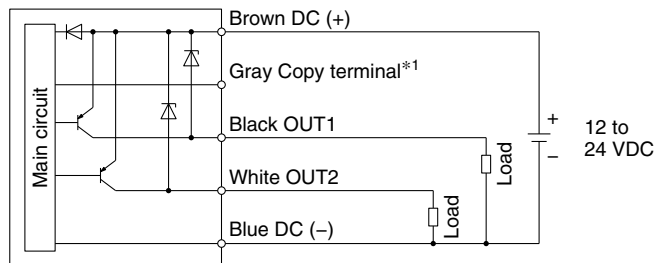 Brown DC (+)
Gray Copy terminal*1
Black OUT1
White OUT2
Blue DC (−)
Main circuit
Load
Load
+
−
12 to
24 VDC